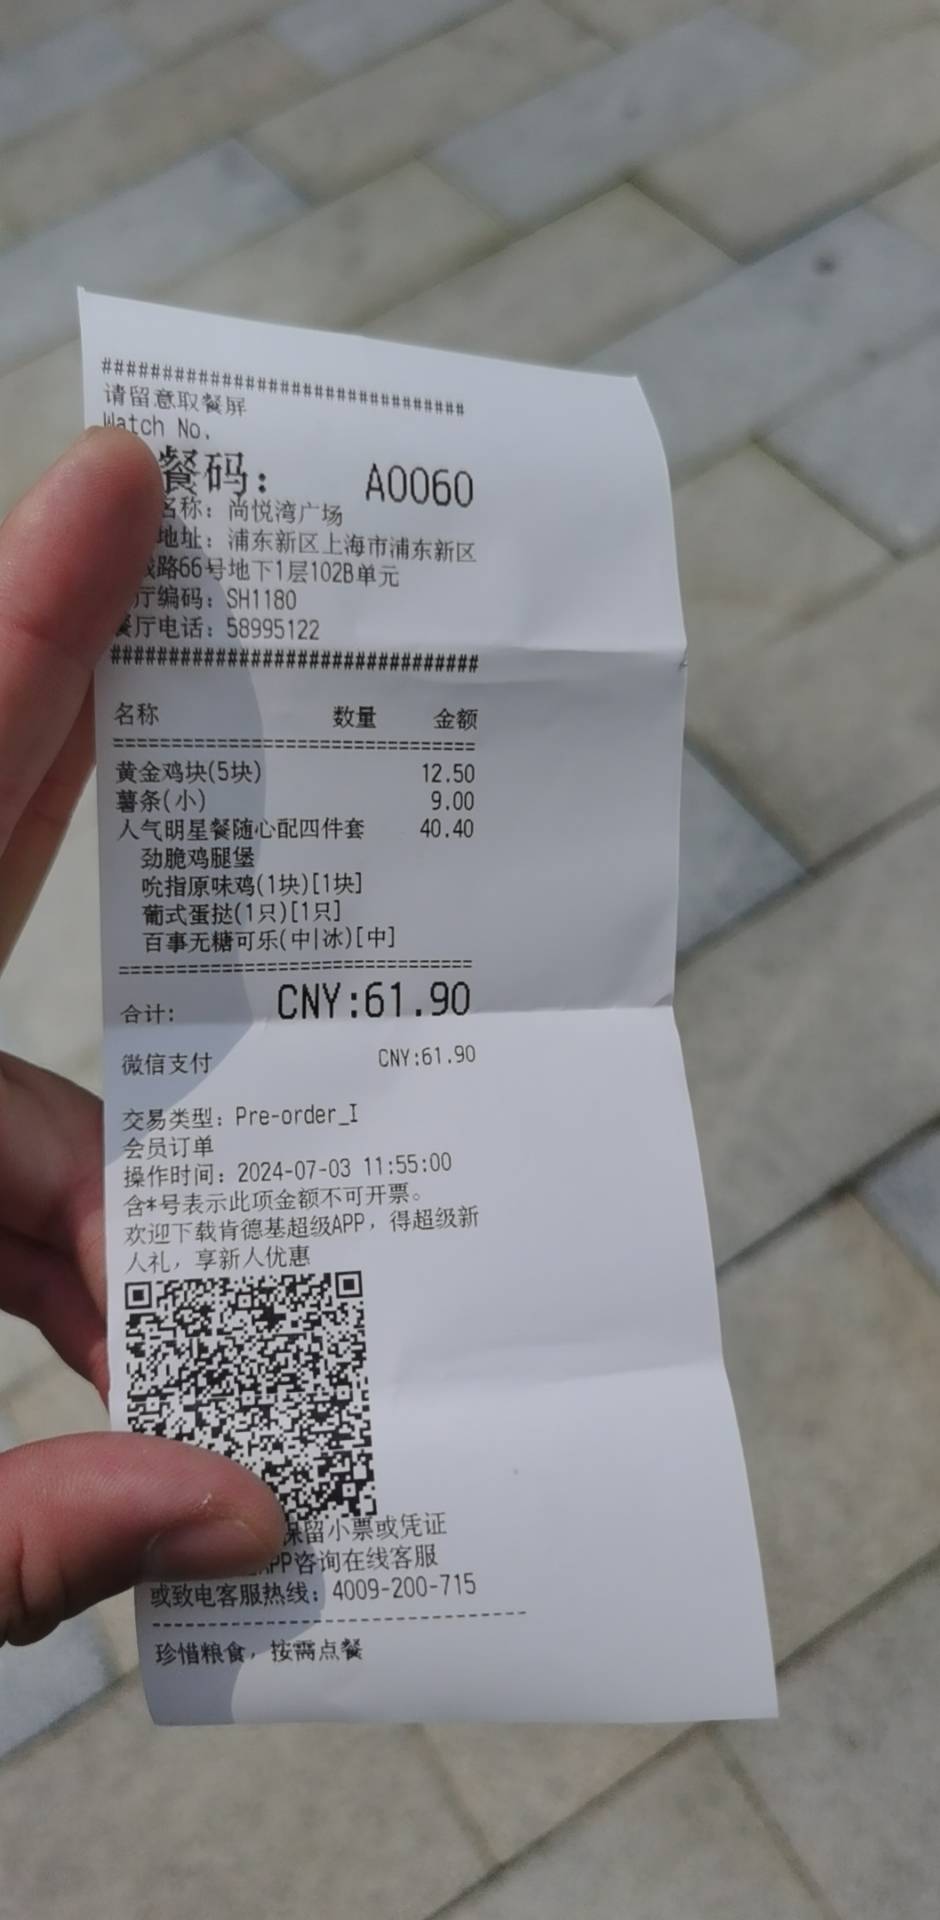 ################################
请留意取餐屏
Watch No.
餐码： A0060
名称：尚悦湾广场
地址：浦东新区上海市浦东新区
路66号地下1层102B单元
厅编码：SH1180
餐厅电话：58995122
################################
名称 数量 金额
================================
黄金鸡块(5块) 12.50
薯条(小) 9.00
人气明星餐随心配四件套 40.40
劲脆鸡腿堡
吮指原味鸡(1块)[1块]
葡式蛋挞(1只)[1只]
百事无糖可乐(中|冰)[中]
================================
合计： CNY:61.90
微信支付 CNY:61.90
交易类型：Pre-order_I
会员订单
操作时间：2024-07-03 11:55:00
含*号表示此项金额不可开票。
欢迎下载肯德基超级APP，得超级新
人礼，享新人优惠
保留小票或凭证
APP咨询在线客服
或致电客服热线：4009-200-715
--------------------------------
珍惜粮食，按需点餐